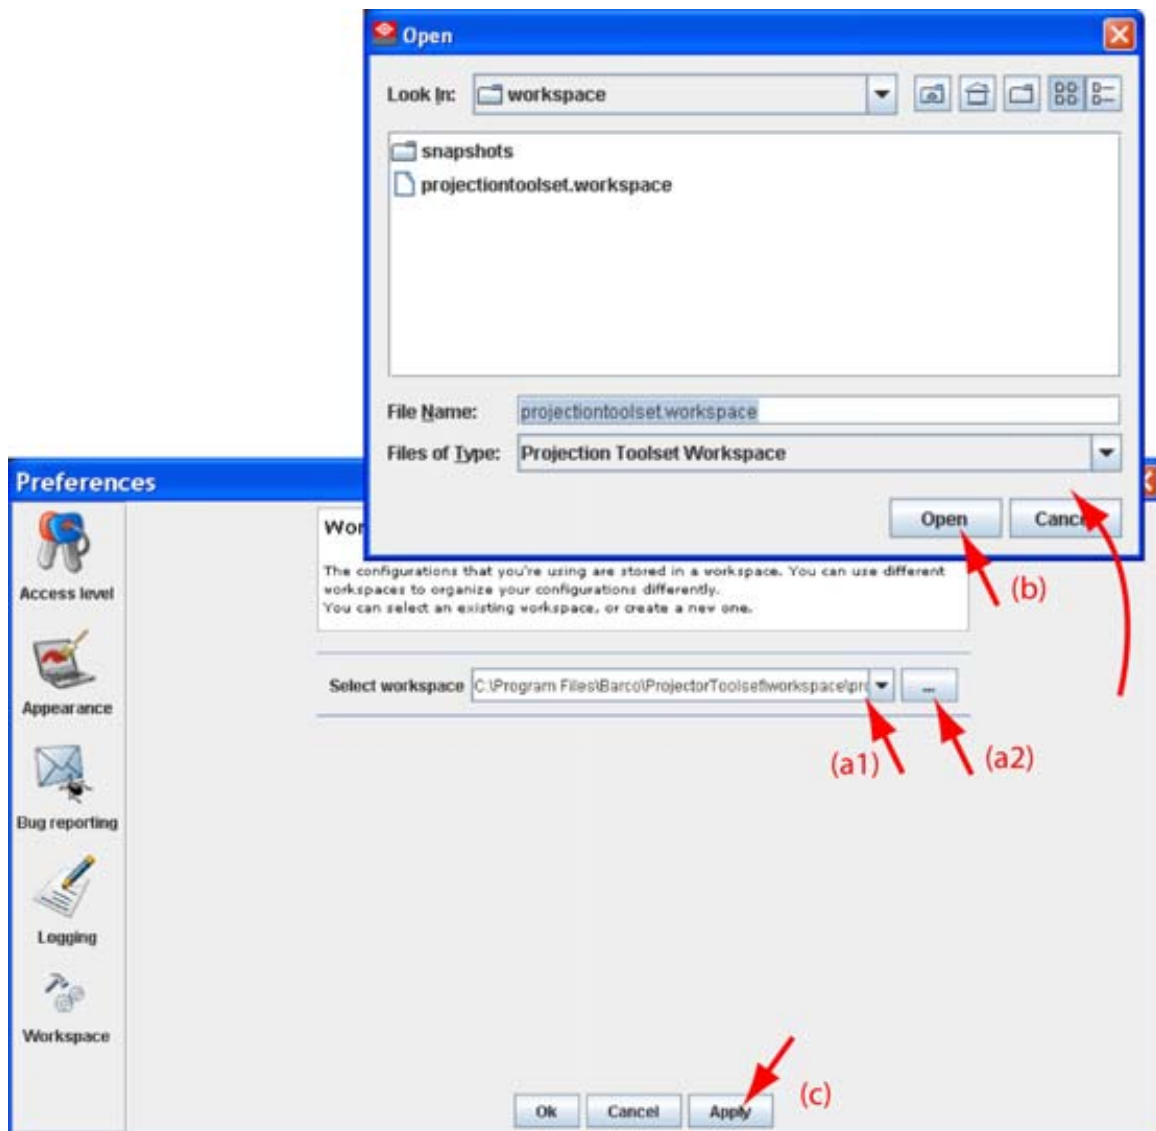 Open
Look In: workspace
snapshots
projectiontoolset.workspace
File Name: projectiontoolset.workspace
Files of Type: Projection Toolset Workspace
Open Cancel
(b)
Preferences
Access level
Appearance
Bug reporting
Logging
Workspace
The configurations that you're using are stored in a workspace. You can use different
workspaces to organize your configurations differently.
You can select an existing workspace, or create a new one.
Select workspace C:\Program Files\Barco\ProjectorToolset\workspace\pro ...
(a1) (a2)
Ok Cancel Apply (c)